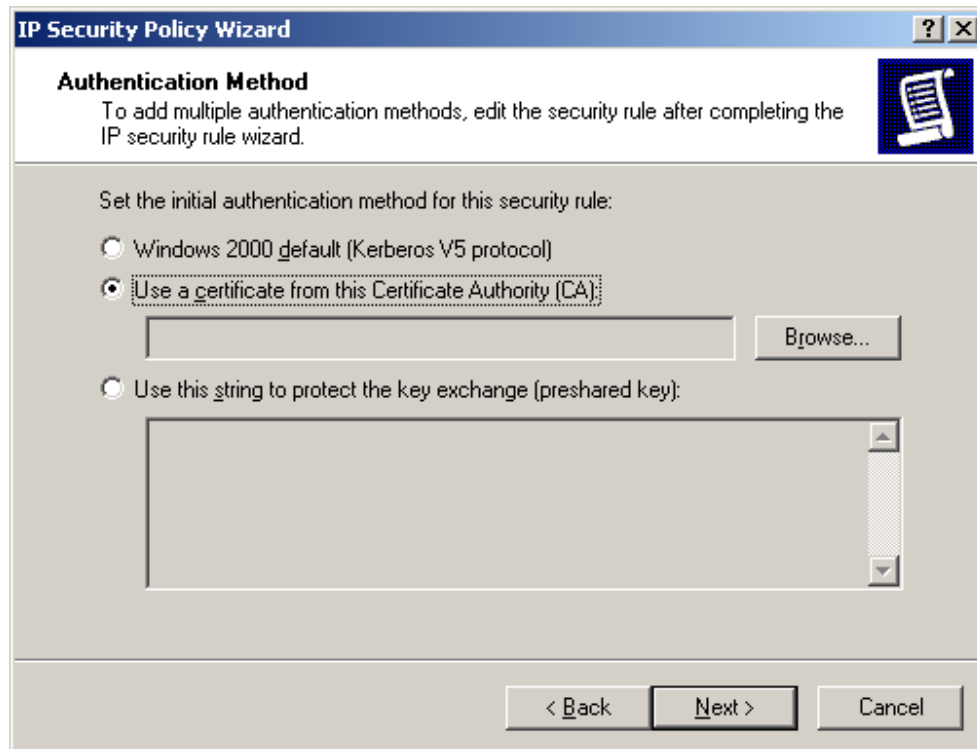 IP Security Policy Wizard
Authentication Method
To add multiple authentication methods, edit the security rule after completing the
IP security rule wizard.
Set the initial authentication method for this security rule:
Windows 2000 default (Kerberos V5 protocol)
Use a certificate from this Certificate Authority (CA):
Browse...
Use this string to protect the key exchange (preshared key):
< Back Next > Cancel